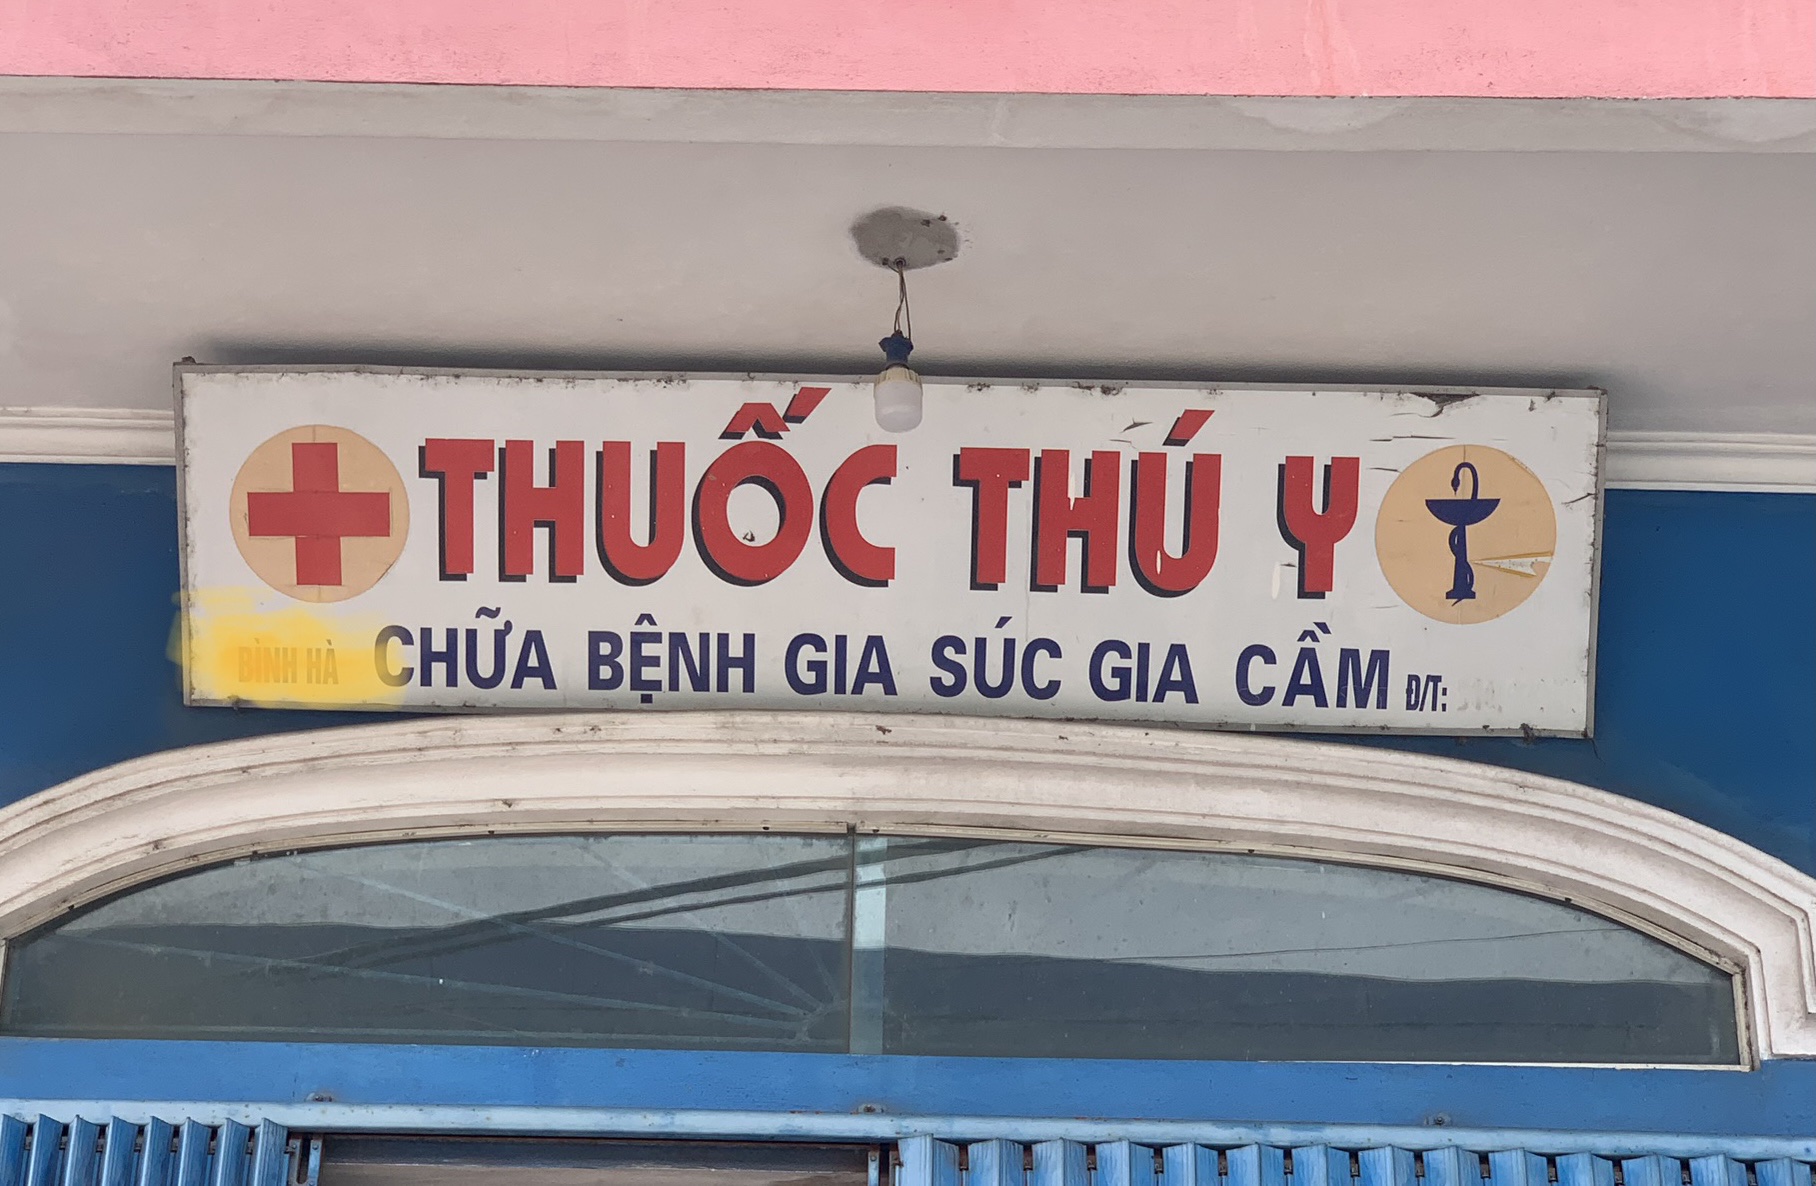 THUỐC THÚ Y
BÌNH HÀ CHỮA BỆNH GIA SÚC GIA CẦM Đ/T: